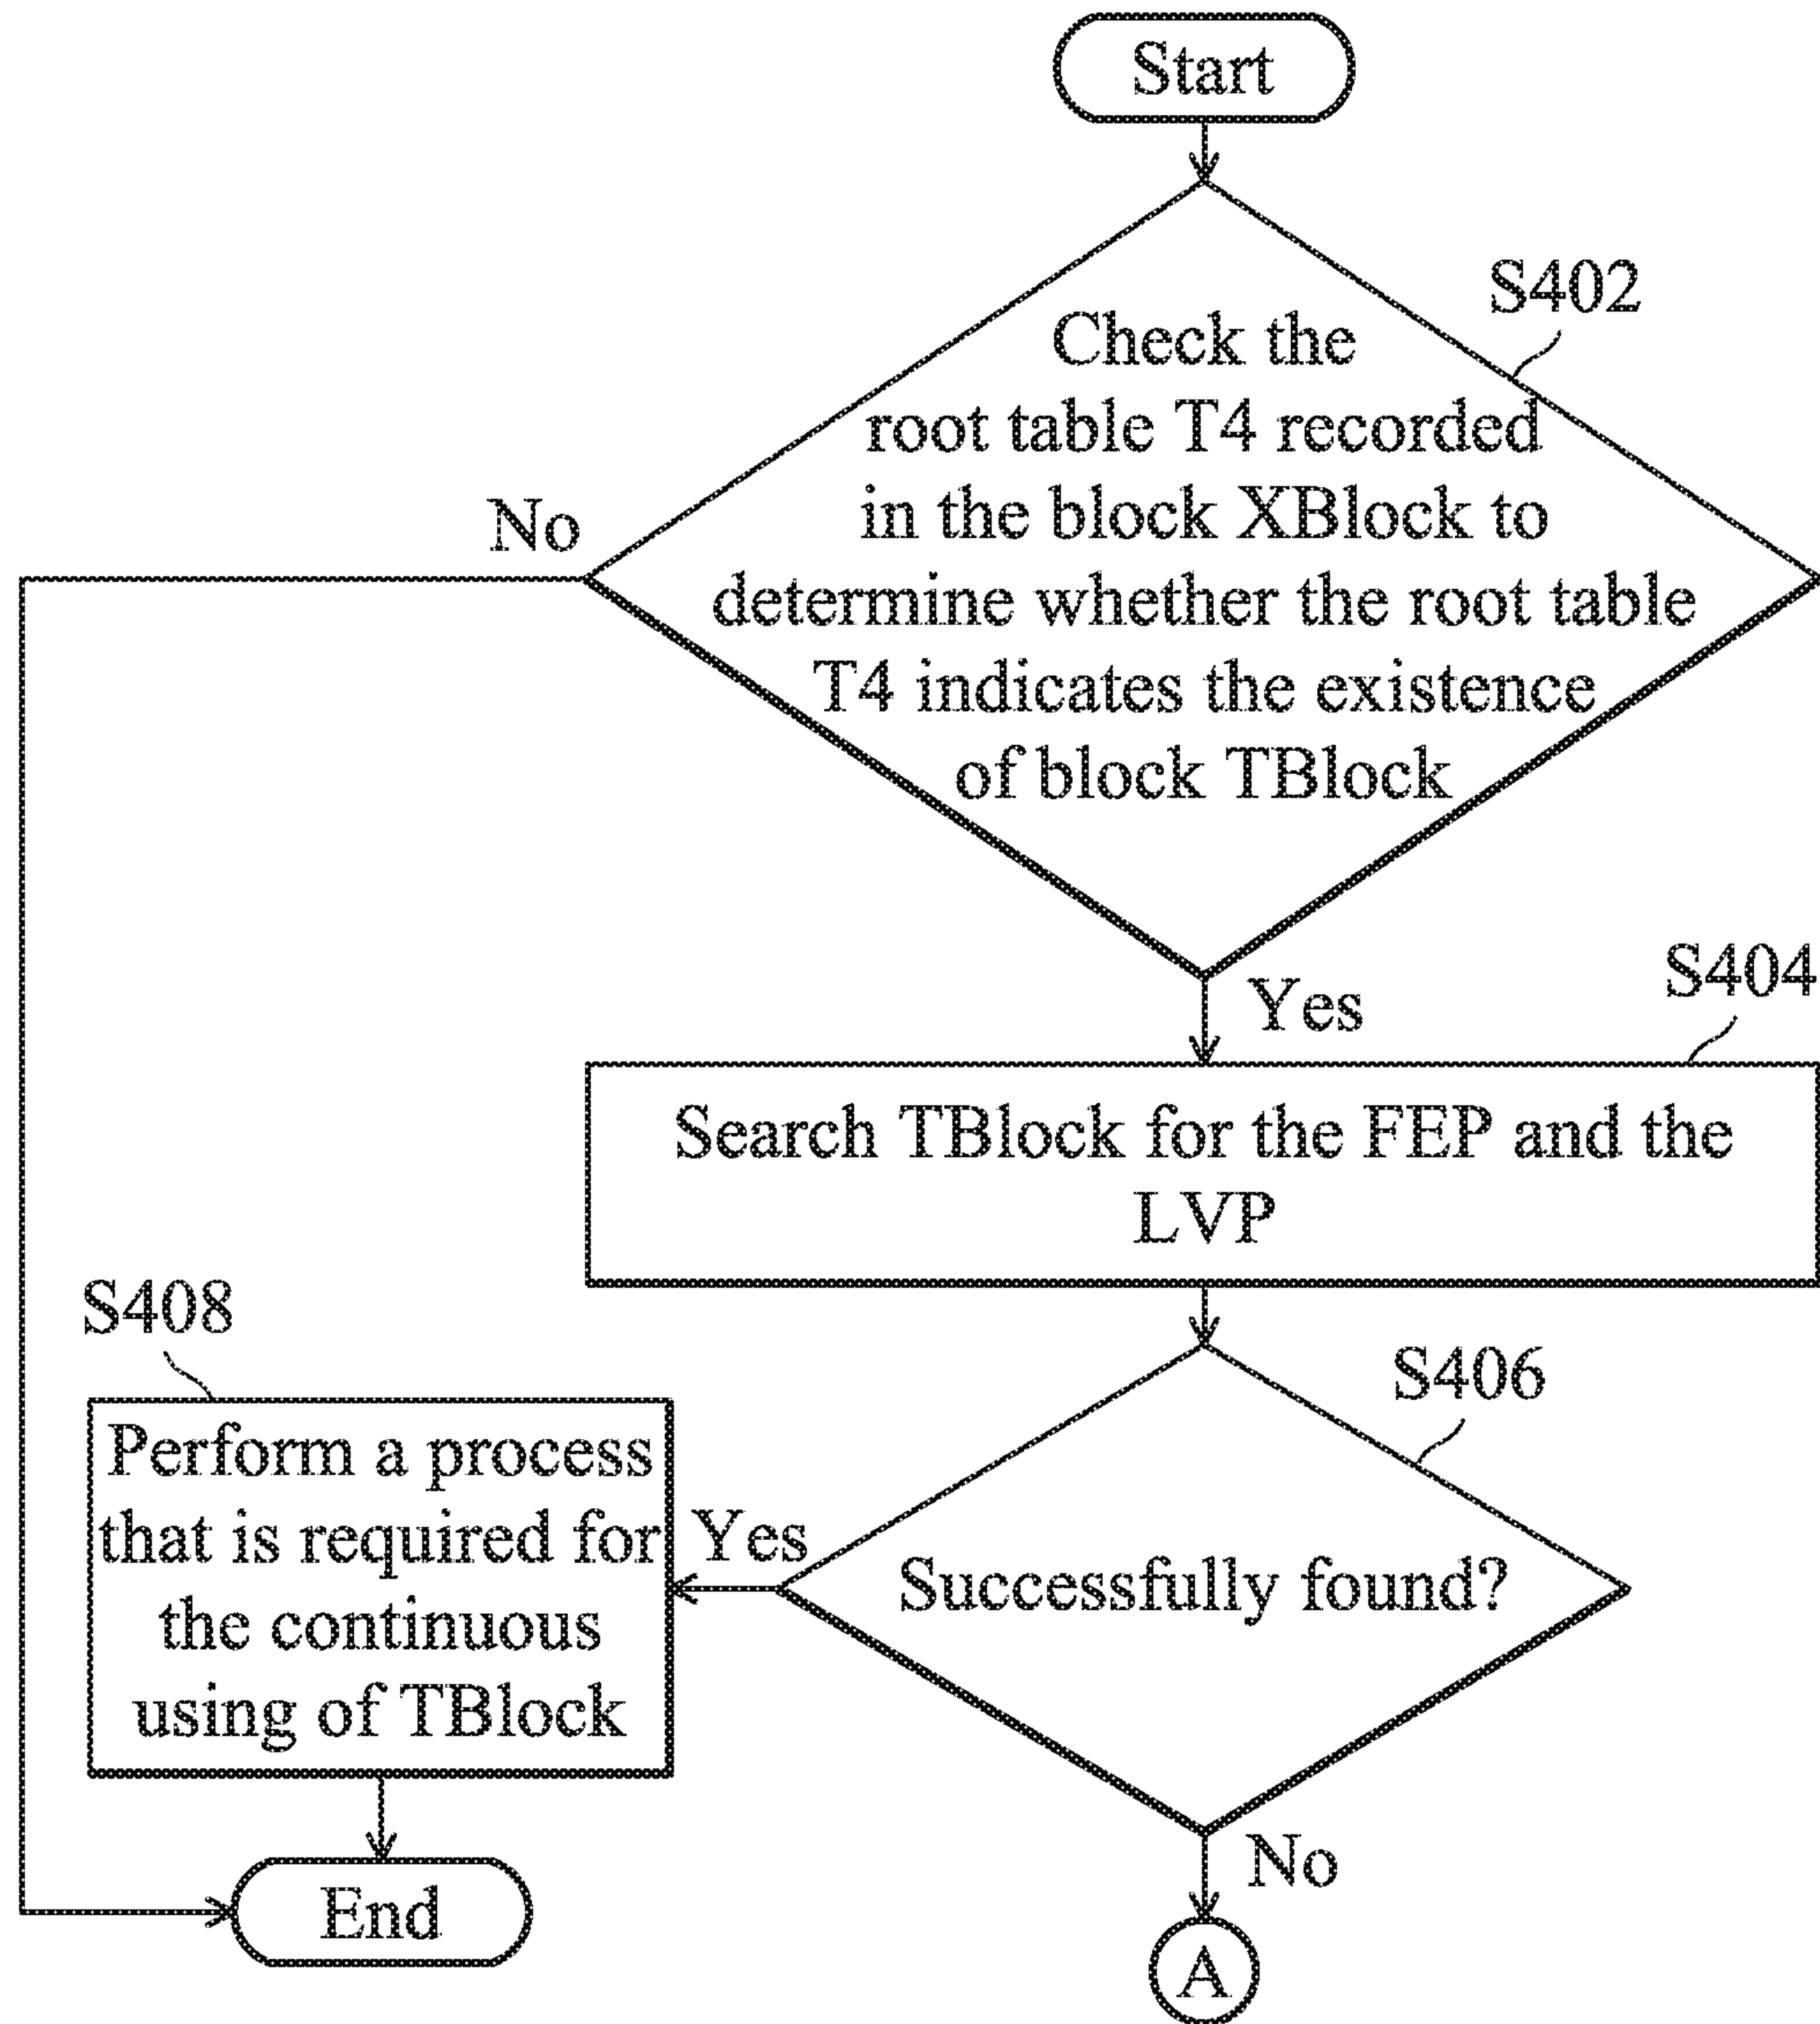 Start
S402
Check the
root table T4 recorded
in the block XBlock to
determine whether the root table
T4 indicates the existence
of block TBlock
No
Yes
S404
Search TBlock for the FEP and the
LVP
S406
Successfully found?
Yes
S408
Perform a process
that is required for
the continuous
using of TBlock
No
End
A